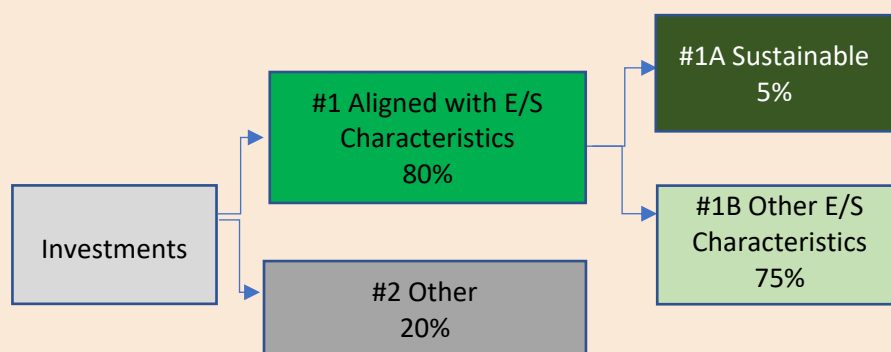 Investments
#1 Aligned with E/S
Characteristics
80%
#2 Other
20%
#1A Sustainable
5%
#1B Other E/S
Characteristics
75%